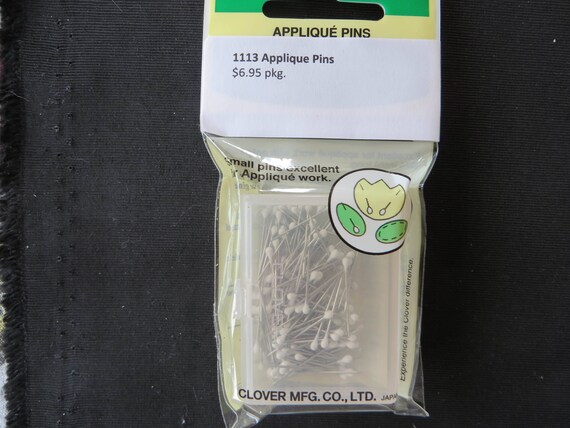 APPLIQUÉ PINS
1113 Applique Pins
$6.95 pkg.
Small pins excellent
Appliqué work.
Experience the Clover difference.
CLOVER MFG. CO., LTD. JAPAN